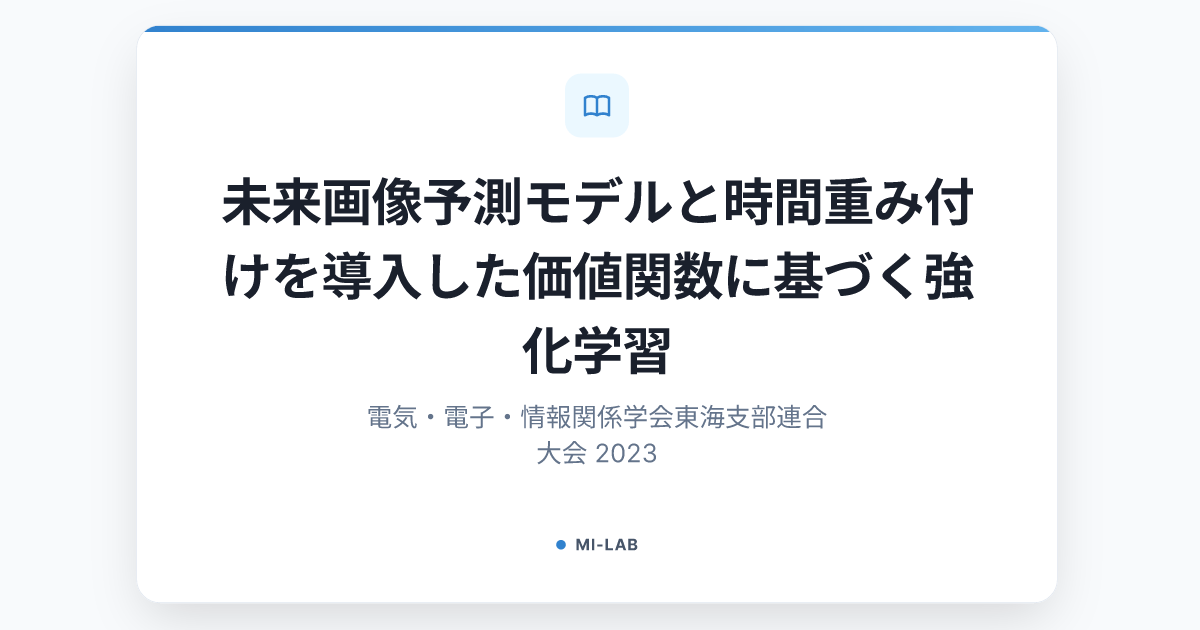 未来画像予測モデルと時間重み付
けを導入した価値関数に基づく強
化学習
電気・電子・情報関係学会東海支部連合
大会 2023
MI-LAB